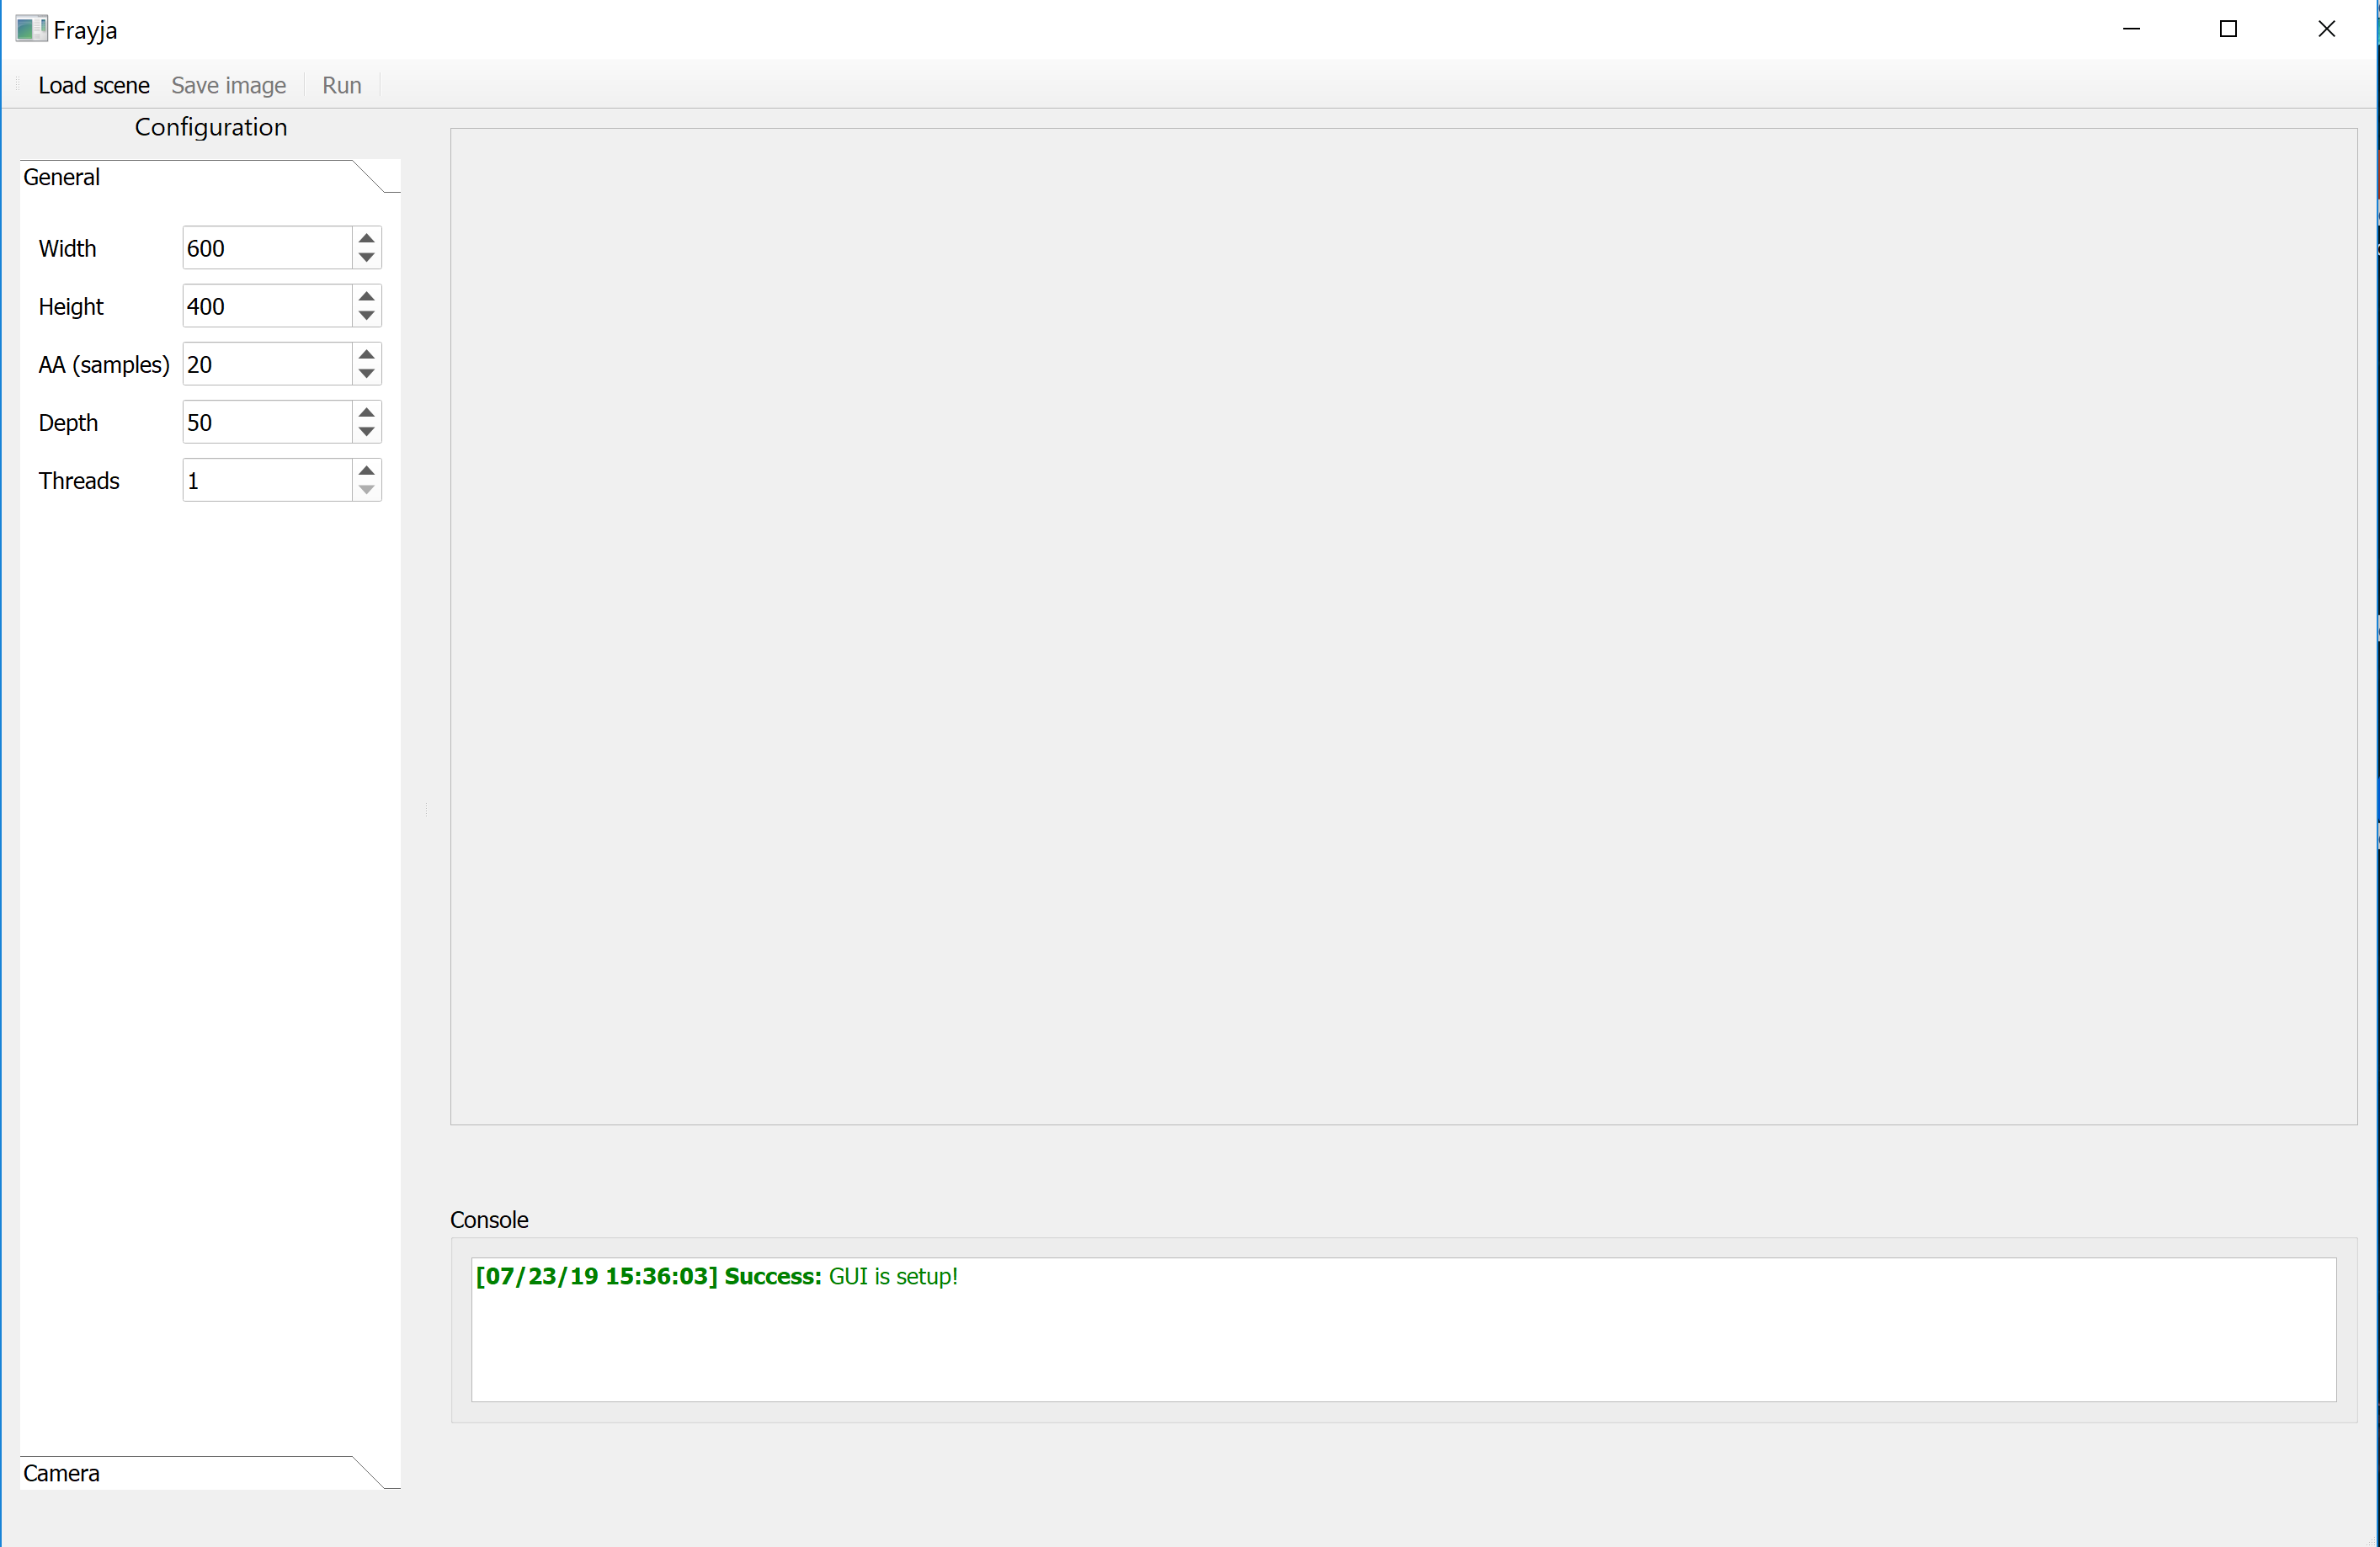 Frayja
Load scene Save image Run
Configuration
General
Width 600
Height 400
AA (samples) 20
Depth 50
Threads 1
Console
[07/23/19 15:36:03] Success: GUI is setup!
Camera